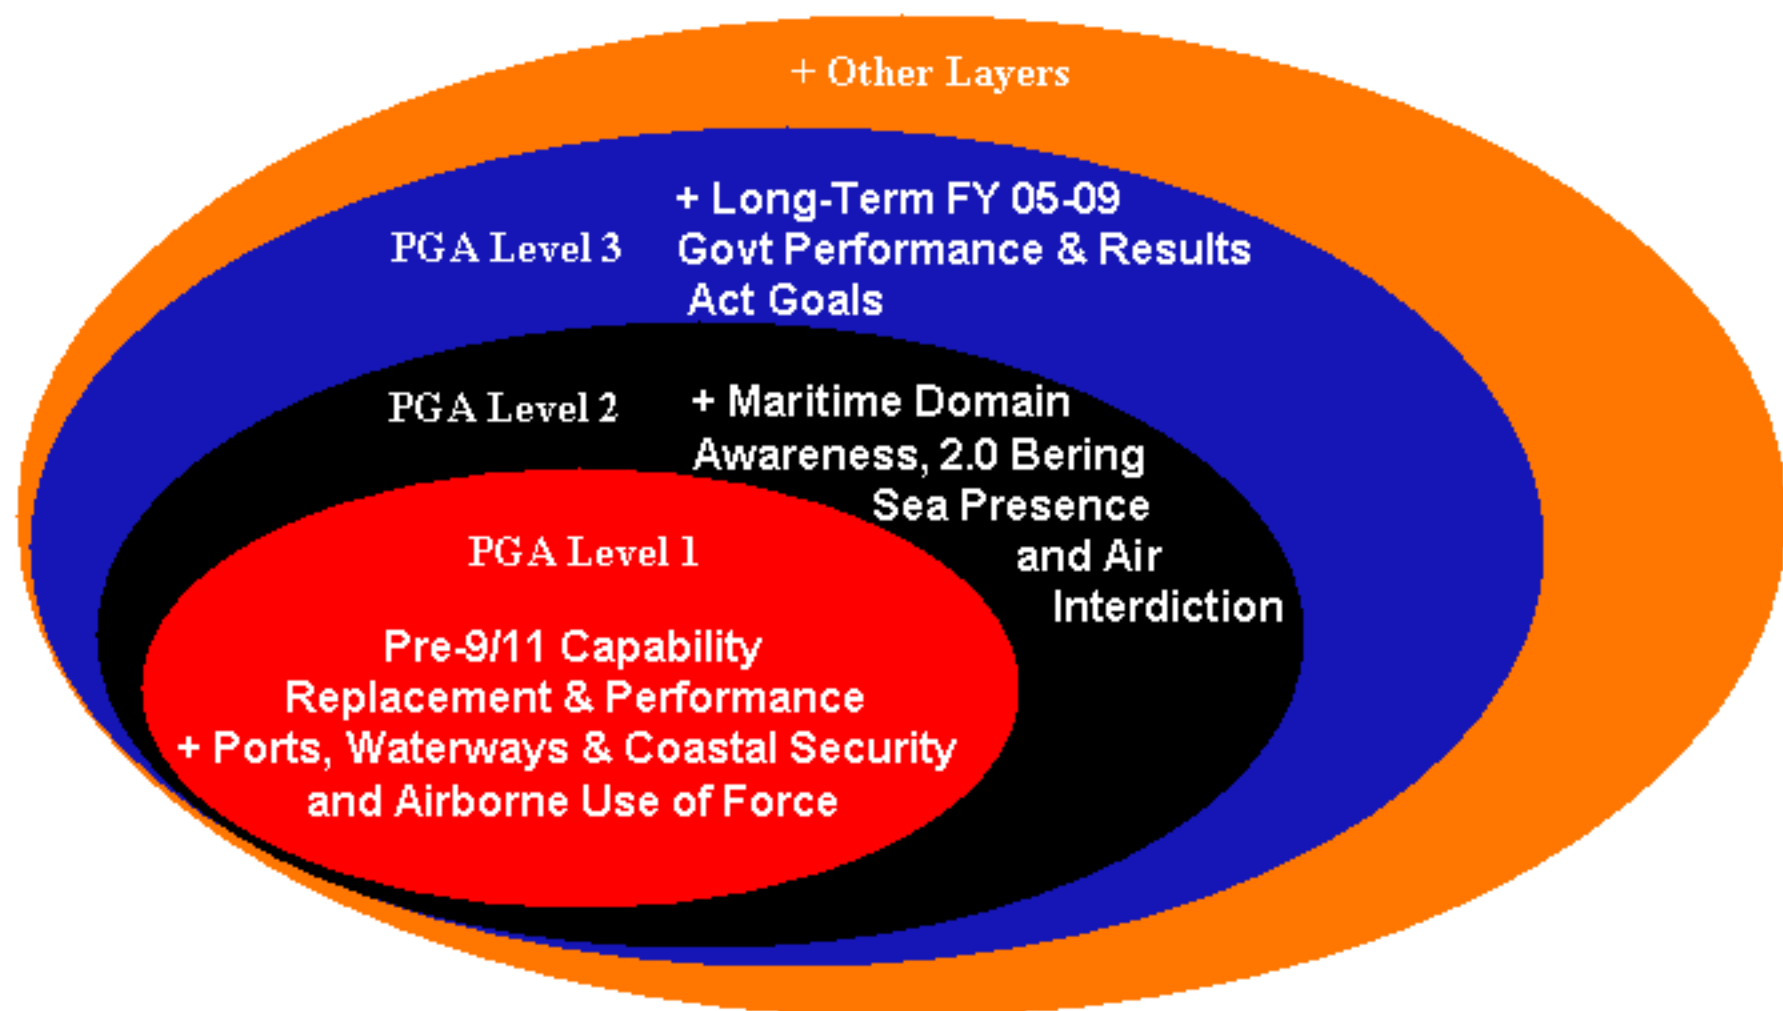 + Other Layers
PGA Level 3
+ Long-Term FY 05-09
Govt Performance & Results
Act Goals
PGA Level 2
+ Maritime Domain
Awareness, 2.0 Bering
Sea Presence
and Air
Interdiction
PGA Level 1
Pre-9/11 Capability
Replacement & Performance
+ Ports, Waterways & Coastal Security
and Airborne Use of Force